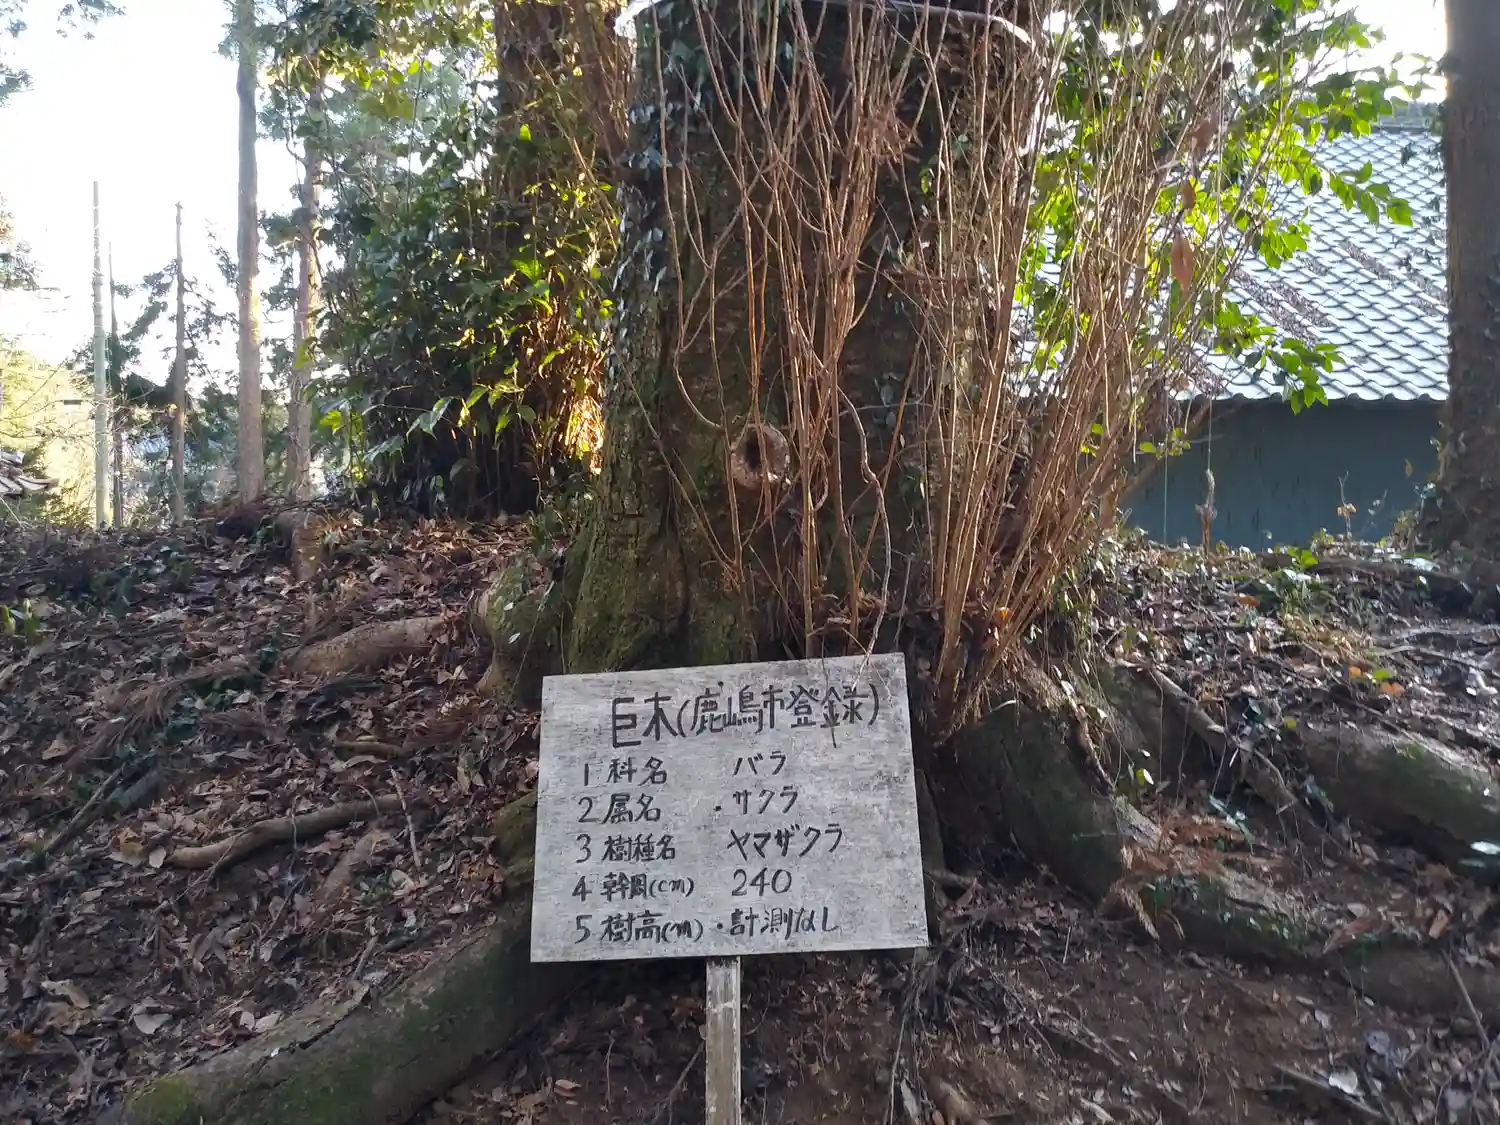 巨木(鹿嶋市登録)
1 科名 バラ
2 属名 ・サクラ
3 樹種名 ヤマザクラ
4 幹周(cm) 240
5 樹高(m) ・計測なし